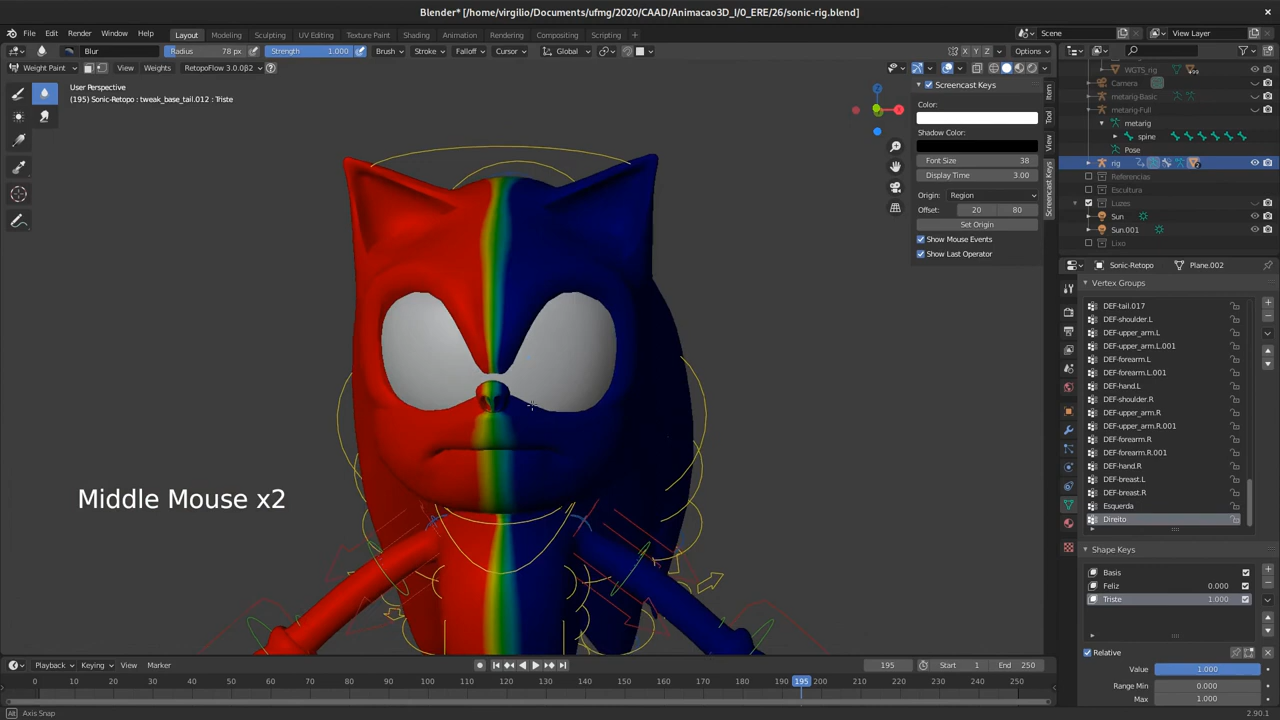 Blender* [/home/virgilio/Documents/ufmg/2020/CAAD/Animacao3D_I/0_ERE/26/sonic-rig.blend]
File Edit Render Window Help Layout Modeling Sculpting UV Editing Texture Paint Shading Animation Rendering Compositing Scripting + Scene View Layer
Blur Radius 78 px Strength 1.000 Brush Stroke Falloff Cursor Global X Y Z Options
Weight Paint View Weights RetopoFlow 3.0.0β2
User Perspective
(195) Sonic-Retopo : tweak_base_tail.012 : Triste
Middle Mouse x2
Screencast Keys
Color:
Shadow Color:
Font Size 38
Display Time 3.00
Origin: Region
Offset: 20 80
Set Origin
Show Mouse Events
Show Last Operator
Item
Tool
View
Screencast Keys
WGTS_rig
Camera
metarig-Basic
metarig-Full
metarig
spine
Pose
rig
Referencias
Escultura
Luzes
Sun
Sun.001
Lixo
Sonic-Retopo Plane.002
Vertex Groups
DEF-tail.017
DEF-shoulder.L
DEF-upper_arm.L
DEF-upper_arm.L.001
DEF-forearm.L
DEF-forearm.L.001
DEF-hand.L
DEF-shoulder.R
DEF-upper_arm.R
DEF-upper_arm.R.001
DEF-forearm.R
DEF-forearm.R.001
DEF-hand.R
DEF-breast.L
DEF-breast.R
Esquerda
Direito
Shape Keys
Basis
Feliz 0.000
Triste 1.000
Relative
Value 1.000
Range Min 0.000
Max 1.000
Playback Keying View Marker 195 Start 1 End 250
0 10 20 30 40 50 60 70 80 90 100 110 120 130 140 150 160 170 180 190 195 200 210 220 230 240 250
Axis Snap 2.90.1